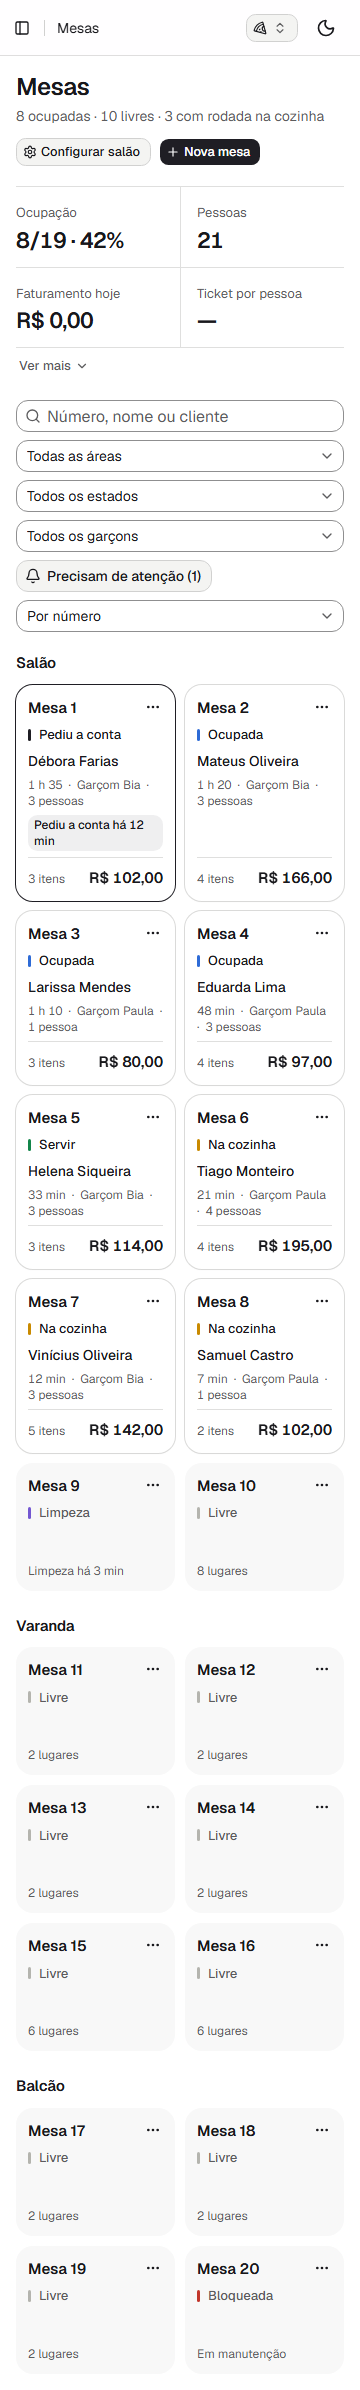 Mesas
Mesas
8 ocupadas · 10 livres · 3 com rodada na cozinha
Configurar salão
Nova mesa
Ocupação
8/19 · 42%
Pessoas
21
Faturamento hoje
R$ 0,00
Ticket por pessoa
—
Ver mais
Número, nome ou cliente
Todas as áreas
Todos os estados
Todos os garçons
Precisam de atenção (1)
Por número
Salão
Mesa 1
Pediu a conta
Débora Farias
1 h 35 · Garçom Bia ·
3 pessoas
Pediu a conta há 12
min
3 itens R$ 102,00
Mesa 2
Ocupada
Mateus Oliveira
1 h 20 · Garçom Bia ·
3 pessoas
4 itens R$ 166,00
Mesa 3
Ocupada
Larissa Mendes
1 h 10 · Garçom Paula ·
1 pessoa
3 itens R$ 80,00
Mesa 4
Ocupada
Eduarda Lima
48 min · Garçom Paula
· 3 pessoas
4 itens R$ 97,00
Mesa 5
Servir
Helena Siqueira
33 min · Garçom Bia ·
3 pessoas
3 itens R$ 114,00
Mesa 6
Na cozinha
Tiago Monteiro
21 min · Garçom Paula
· 4 pessoas
4 itens R$ 195,00
Mesa 7
Na cozinha
Vinícius Oliveira
12 min · Garçom Bia ·
3 pessoas
5 itens R$ 142,00
Mesa 8
Na cozinha
Samuel Castro
7 min · Garçom Paula ·
1 pessoa
2 itens R$ 102,00
Mesa 9
Limpeza
Limpeza há 3 min
Mesa 10
Livre
8 lugares
Varanda
Mesa 11
Livre
2 lugares
Mesa 12
Livre
2 lugares
Mesa 13
Livre
2 lugares
Mesa 14
Livre
2 lugares
Mesa 15
Livre
6 lugares
Mesa 16
Livre
6 lugares
Balcão
Mesa 17
Livre
2 lugares
Mesa 18
Livre
2 lugares
Mesa 19
Livre
2 lugares
Mesa 20
Bloqueada
Em manutenção